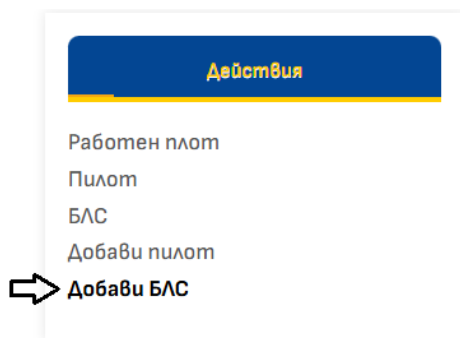 Действия
Работен плот
Пилот
БЛС
Добави пилот
Добави БЛС